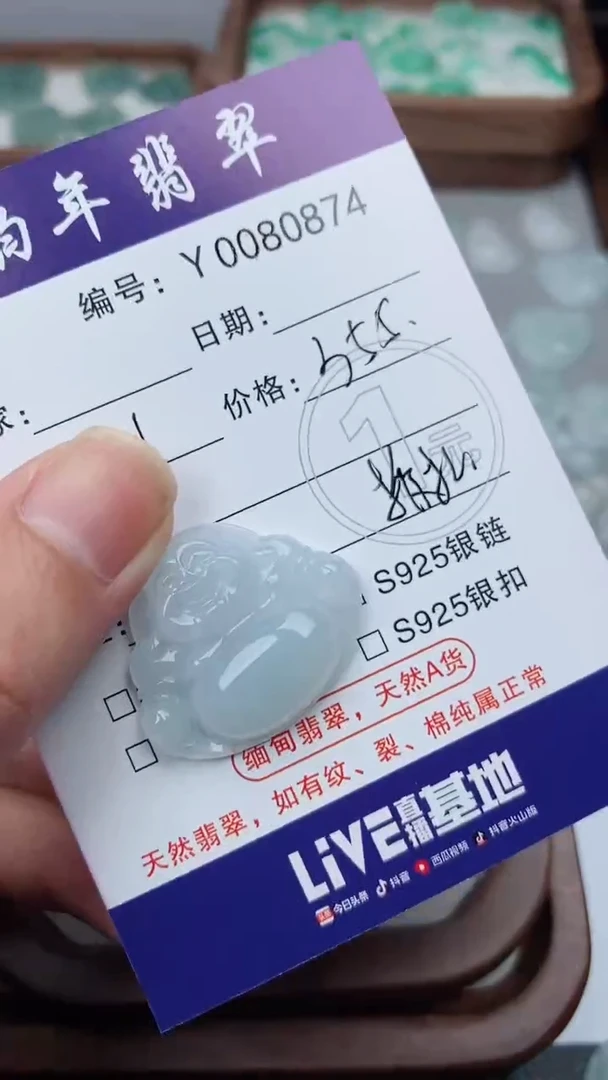 年翡翠
编号：Y0080874
日期：
家：
价格：
1元
S925银链
S925银扣
缅甸翡翠，天然A货
天然翡翠，如有纹、裂、棉纯属正常
LiVE直播基地
今日头条 抖音 西瓜视频 抖音火山版